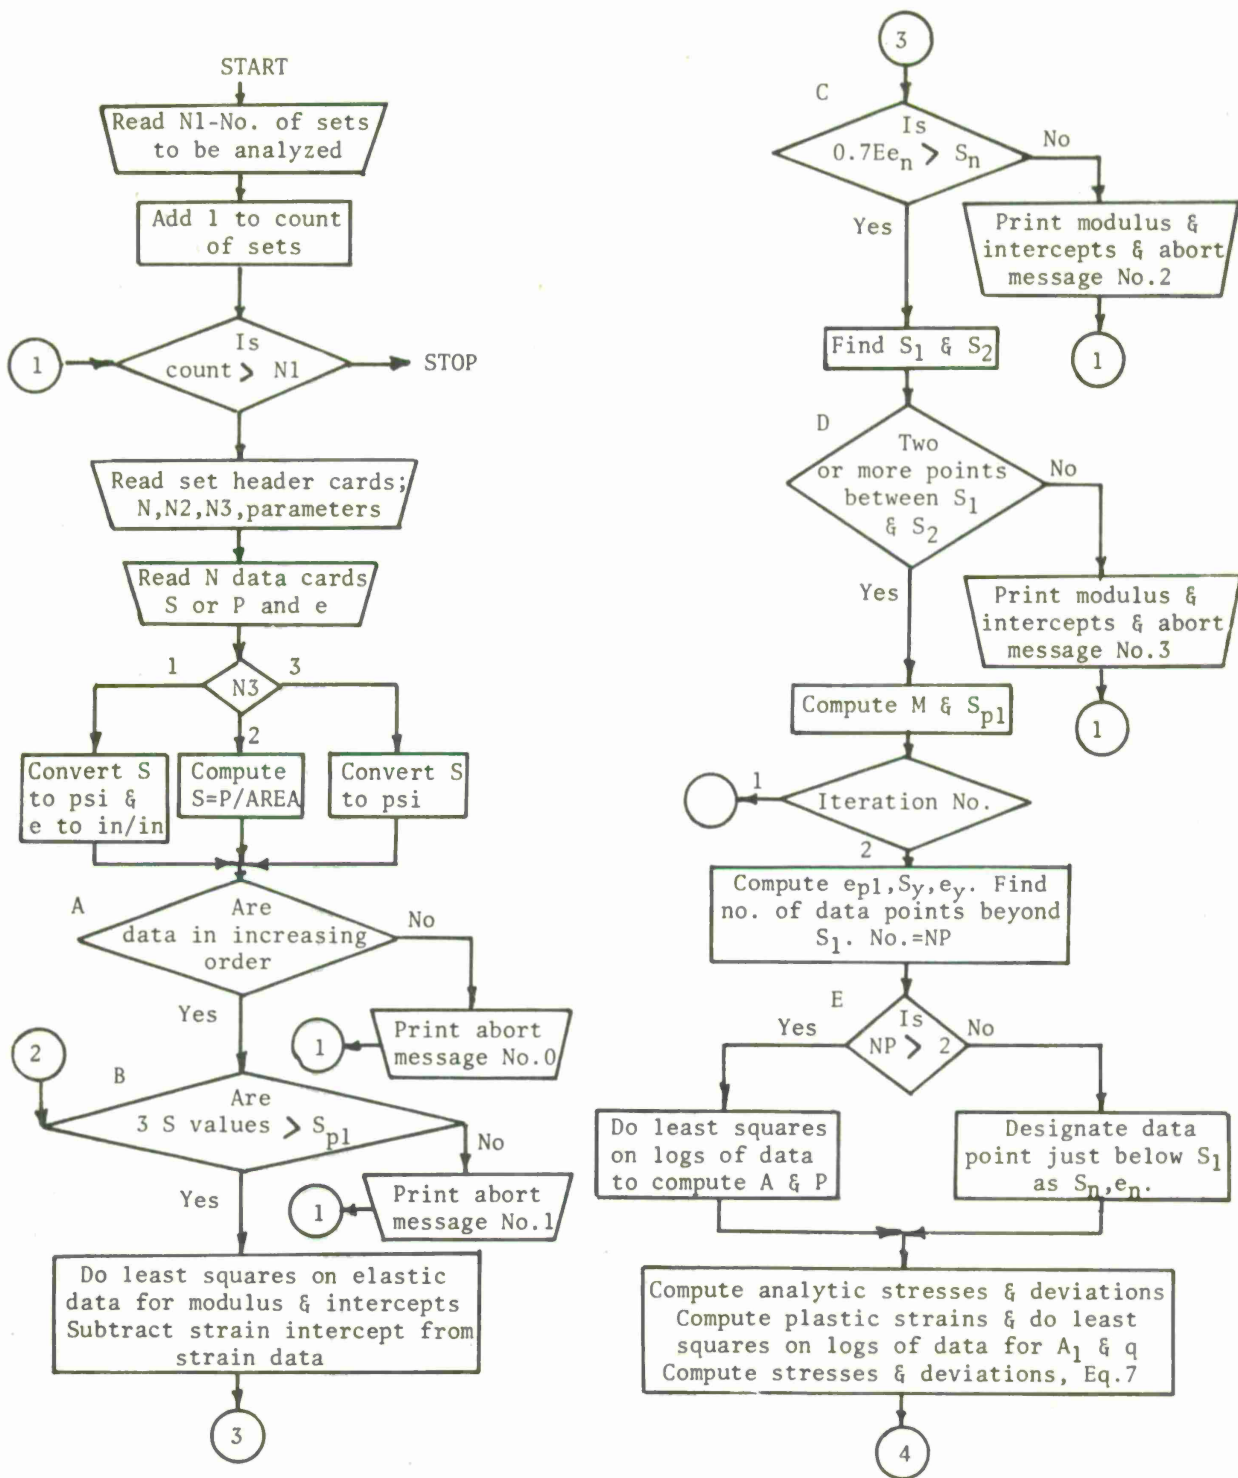 START
Read N1-No. of sets
to be analyzed
Add 1 to count
of sets
Is
count > N1
STOP
1
Read set header cards;
N,N2,N3,parameters
Read N data cards
S or P and e
1
N3
3
2
Convert S
to psi &
e to in/in
Compute
S=P/AREA
Convert S
to psi
A
Are
data in increasing
order
No
Yes
Print abort
message No.0
1
2
B
Are
3 S values > Spl
No
Yes
Print abort
message No.1
1
Do least squares on elastic
data for modulus & intercepts
Subtract strain intercept from
strain data
3
3
C
Is
0.7Een > Sn
No
Yes
Print modulus &
intercepts & abort
message No.2
1
Find S1 & S2
D
Two
or more points
between S1
& S2
No
Yes
Print modulus &
intercepts & abort
message No.3
1
Compute M & Spl
1
Iteration No.
2
Compute epl,Sy,ey. Find
no. of data points beyond
S1. No.=NP
E
Is
NP > 2
Yes
No
Do least squares
on logs of data
to compute A & P
Designate data
point just below S1
as Sn,en.
Compute analytic stresses & deviations
Compute plastic strains & do least
squares on logs of data for A1 & q
Compute stresses & deviations, Eq.7
4